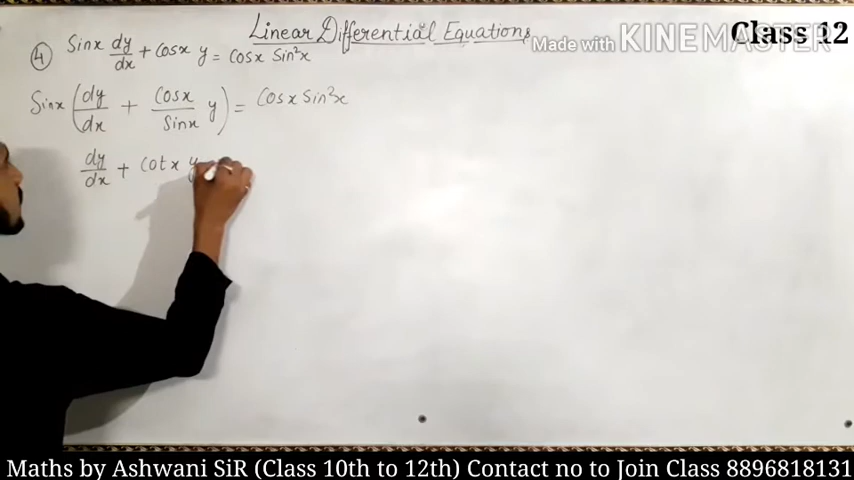 Linear Differential Equations
Made with KINEMASTER
Class 12
4 Sinx dy/dx + Cosx y = Cosx Sin²x
Sinx (dy/dx + Cosx/Sinx y) = Cosx Sin²x
dy/dx + Cotx y
Maths by Ashwani SiR (Class 10th to 12th) Contact no to Join Class 8896818131